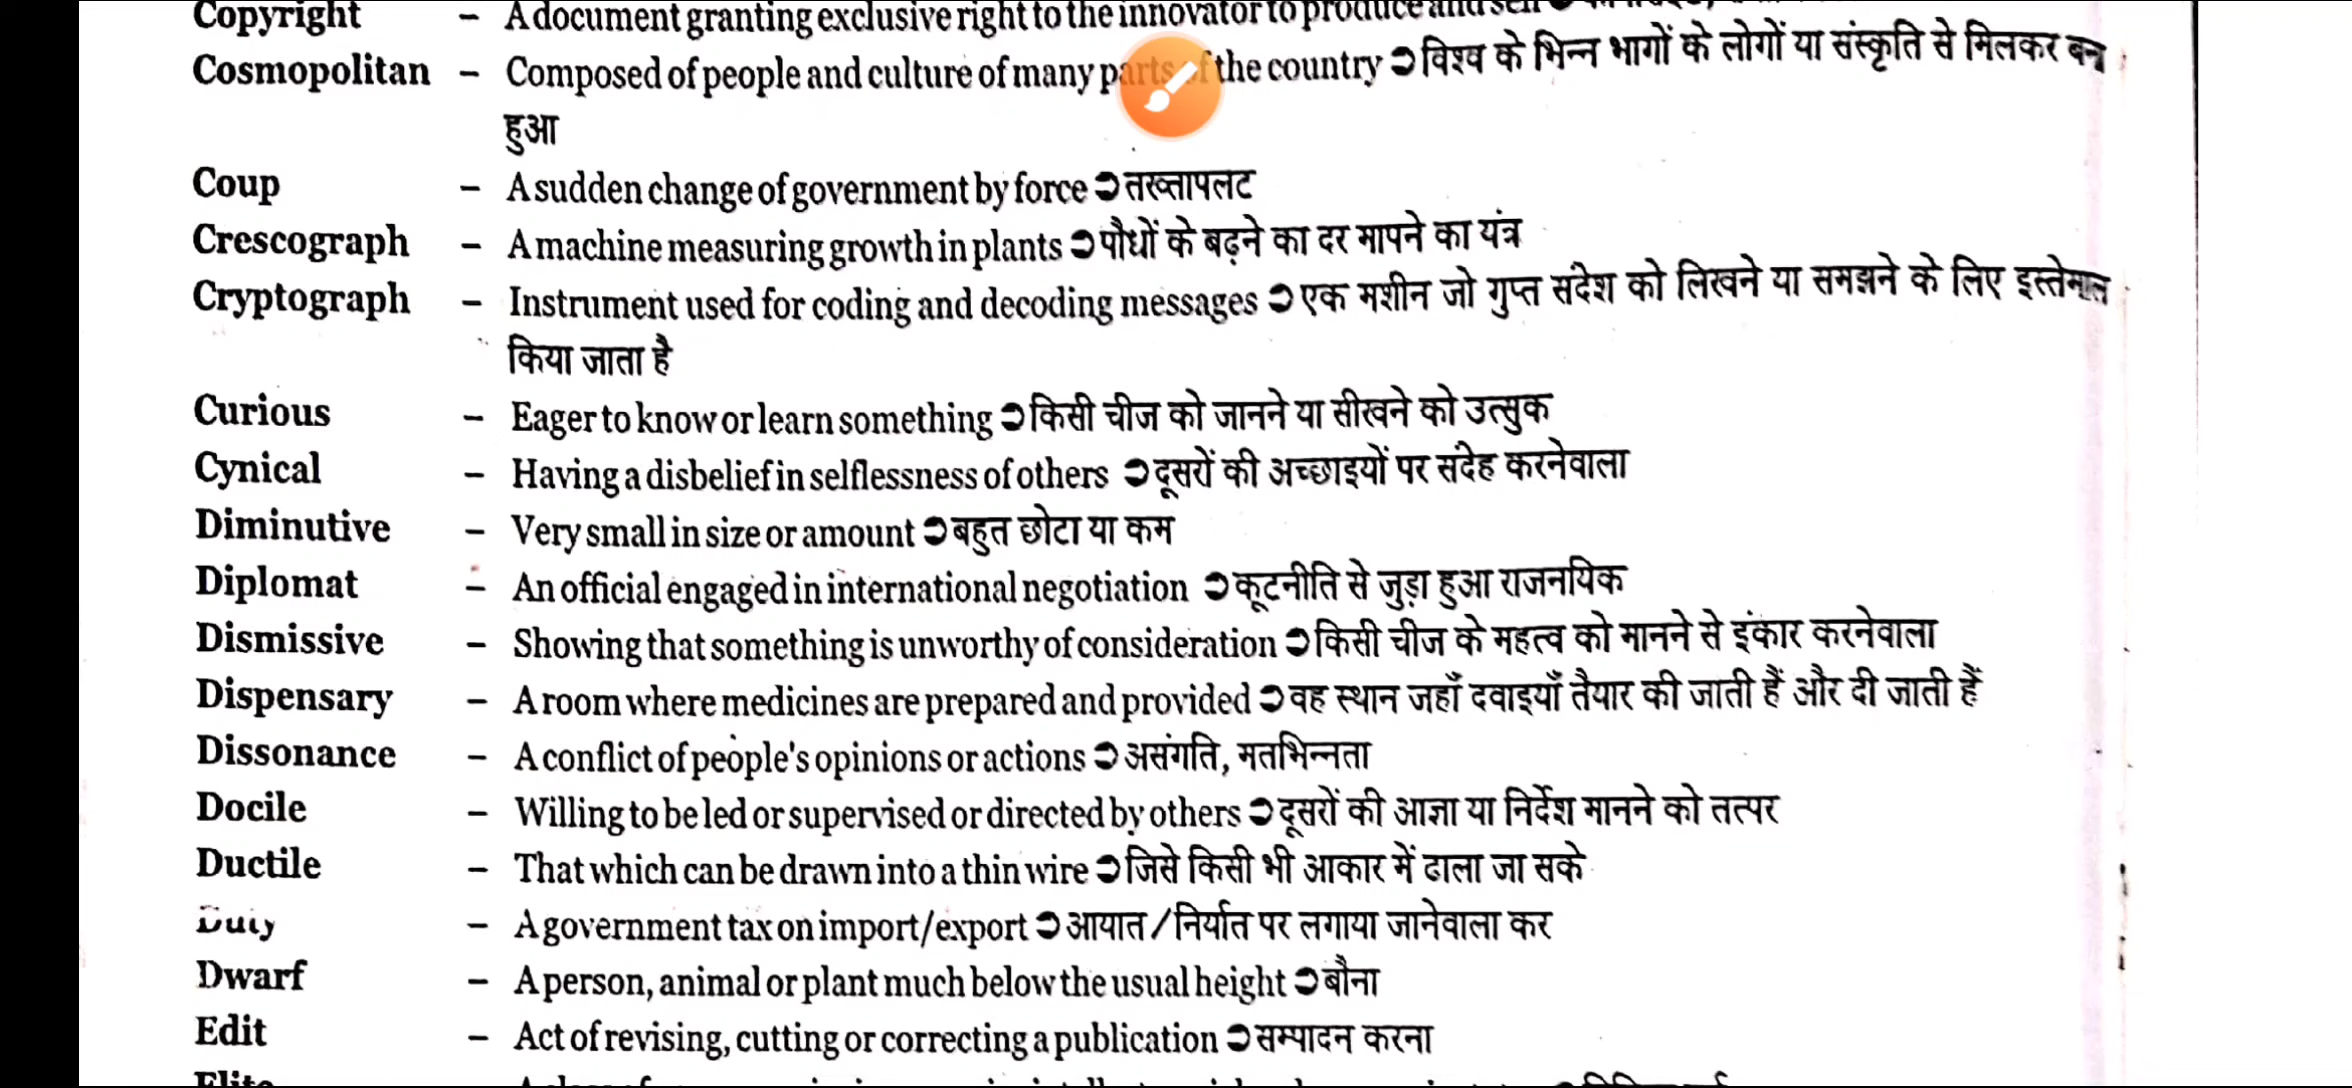 Copyright – A document granting exclusive right to the innovator to produce and sell ➲
Cosmopolitan – Composed of people and culture of many parts of the country ➲ विश्व के भिन्न भागों के लोगों या संस्कृति से मिलकर बना
हुआ
Coup – A sudden change of government by force ➲ तख्तापलट
Crescograph – A machine measuring growth in plants ➲ पौधों के बढ़ने का दर मापने का यंत्र
Cryptograph – Instrument used for coding and decoding messages ➲ एक मशीन जो गुप्त संदेश को लिखने या समझने के लिए इस्तेमाल
किया जाता है
Curious – Eager to know or learn something ➲ किसी चीज को जानने या सीखने को उत्सुक
Cynical – Having a disbelief in selflessness of others ➲ दूसरों की अच्छाइयों पर संदेह करनेवाला
Diminutive – Very small in size or amount ➲ बहुत छोटा या कम
Diplomat – An official engaged in international negotiation ➲ कूटनीति से जुड़ा हुआ राजनयिक
Dismissive – Showing that something is unworthy of consideration ➲ किसी चीज के महत्व को मानने से इंकार करनेवाला
Dispensary – A room where medicines are prepared and provided ➲ वह स्थान जहाँ दवाइयाँ तैयार की जाती हैं और दी जाती हैं
Dissonance – A conflict of people's opinions or actions ➲ असंगति, मतभिन्नता
Docile – Willing to be led or supervised or directed by others ➲ दूसरों की आज्ञा या निर्देश मानने को तत्पर
Ductile – That which can be drawn into a thin wire ➲ जिसे किसी भी आकार में ढाला जा सके
Duty – A government tax on import/export ➲ आयात/निर्यात पर लगाया जानेवाला कर
Dwarf – A person, animal or plant much below the usual height ➲ बौना
Edit – Act of revising, cutting or correcting a publication ➲ सम्पादन करना
Elite